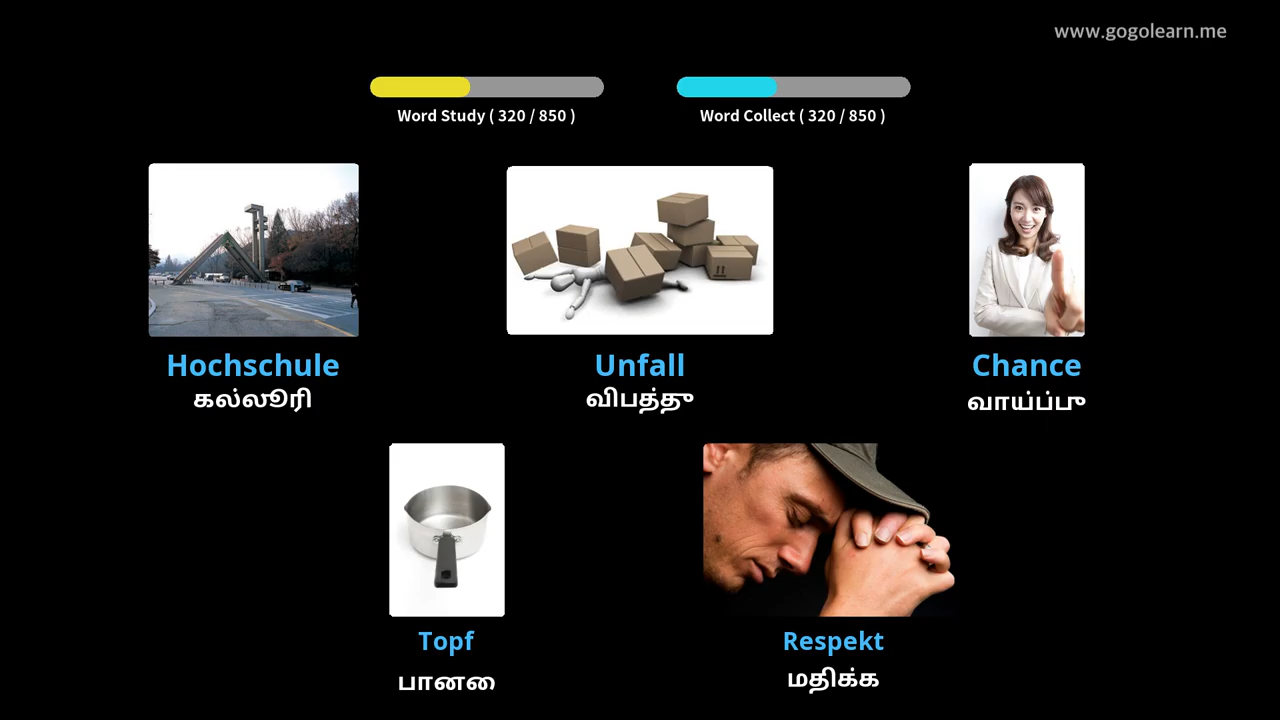 www.gogolearn.me
Word Study ( 320 / 850 )
Word Collect ( 320 / 850 )
Hochschule
Unfall
Chance
கல்லூரி
விபத்து
வாய்ப்பு
Topf
Respekt
பானை
மதிக்க